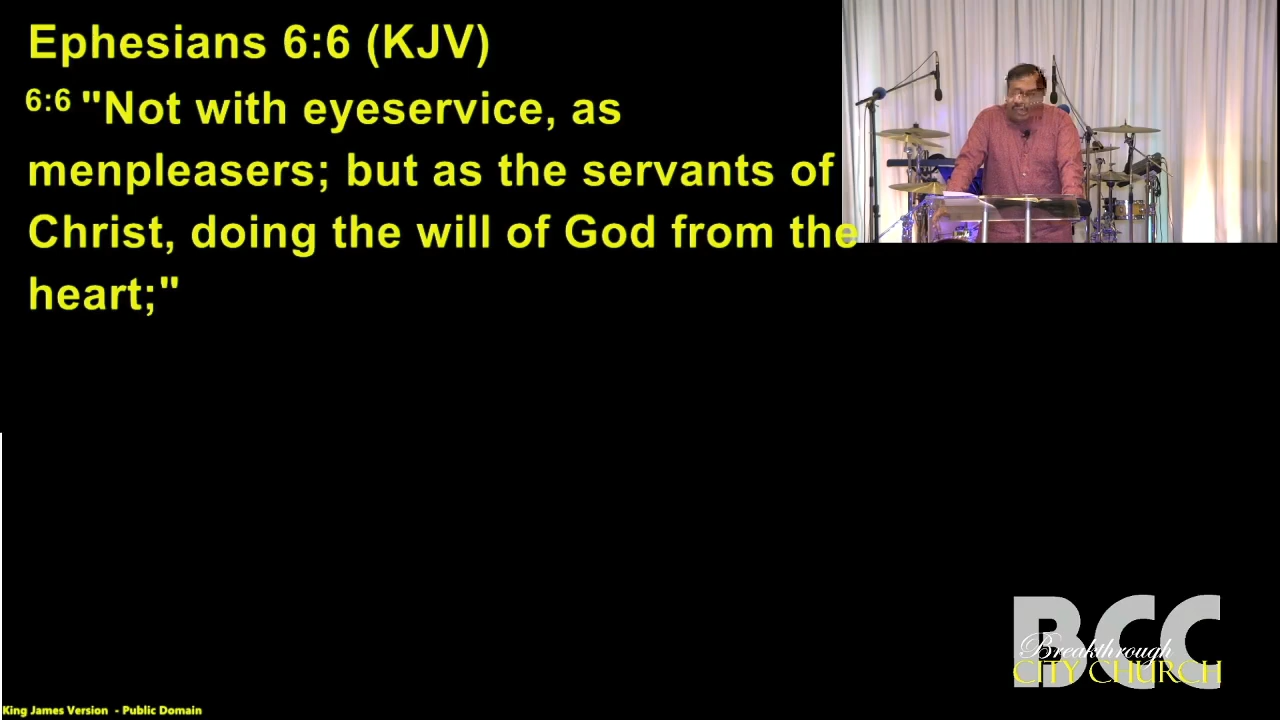 Ephesians 6:6 (KJV)
6:6 "Not with eyeservice, as
menpleasers; but as the servants of
Christ, doing the will of God from the
heart;"
BCC
Breakthrough
CITY CHURCH
King James Version - Public Domain